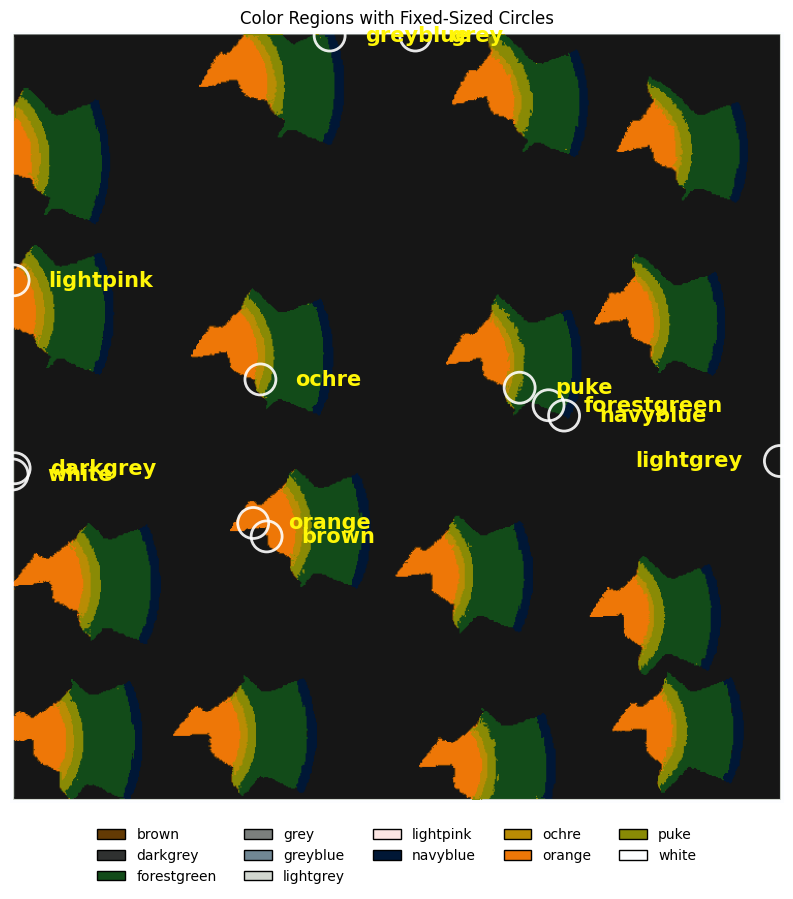 Color Regions with Fixed-Sized Circles
greyblue
grey
lightpink
ochre
puke
forestgreen
navyblue
lightgrey
darkgrey
white
orange
brown
brown
grey
lightpink
ochre
puke
darkgrey
greyblue
navyblue
orange
white
forestgreen
lightgrey